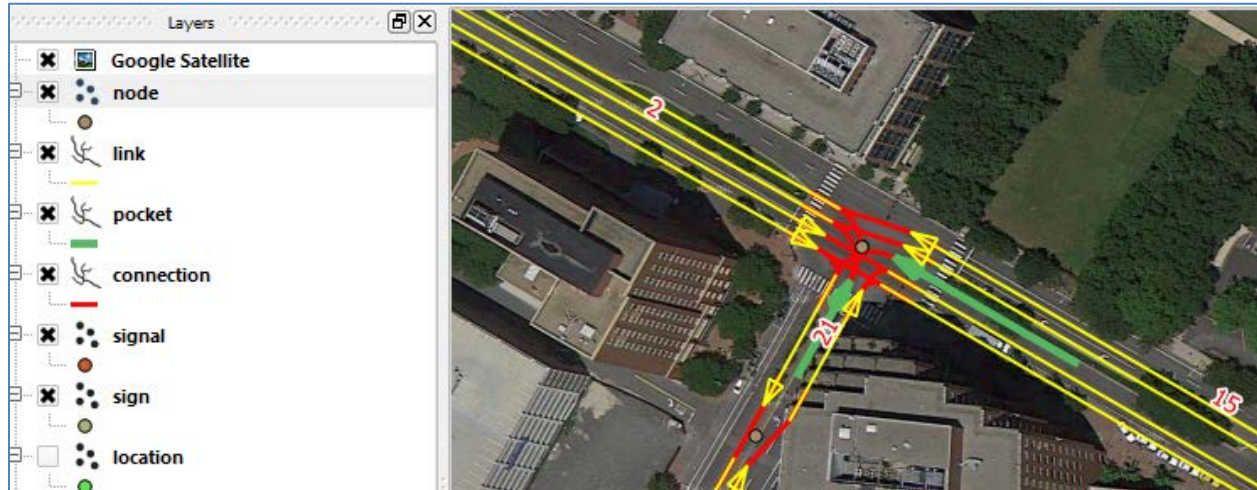 Layers
Google Satellite
node
link
pocket
connection
signal
sign
location
2
21
15